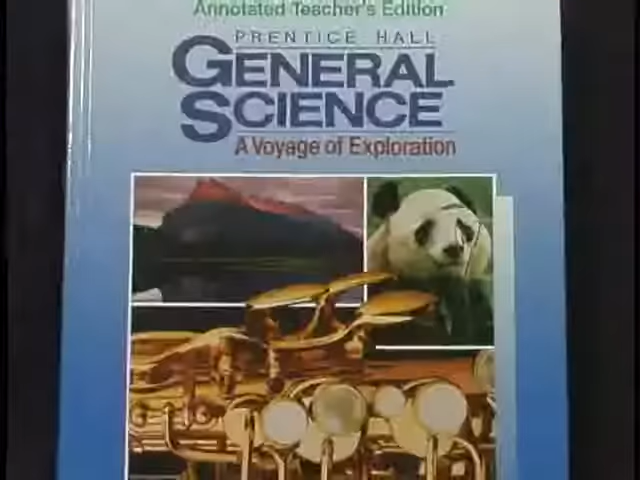 Annotated Teacher's Edition
PRENTICE HALL
GENERAL
SCIENCE
A Voyage of Exploration